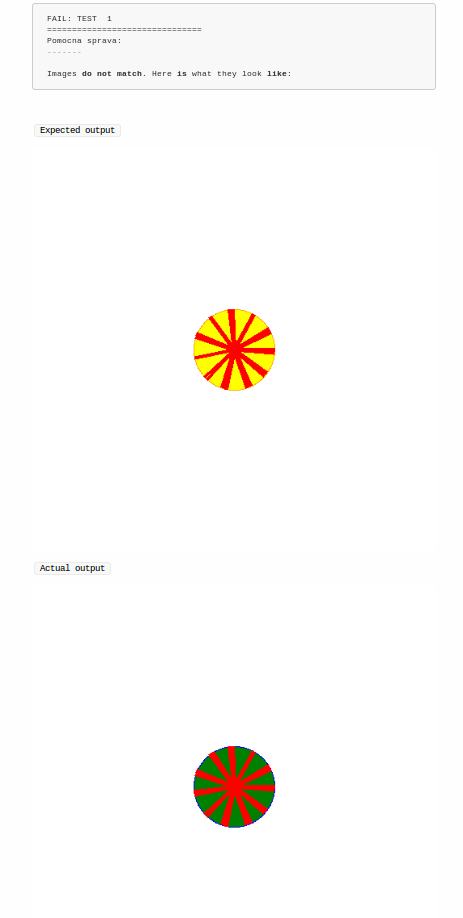 FAIL: TEST  1
===============================
Pomocna sprava:
-------
Images do not match. Here is what they look like:
Expected output
Actual output